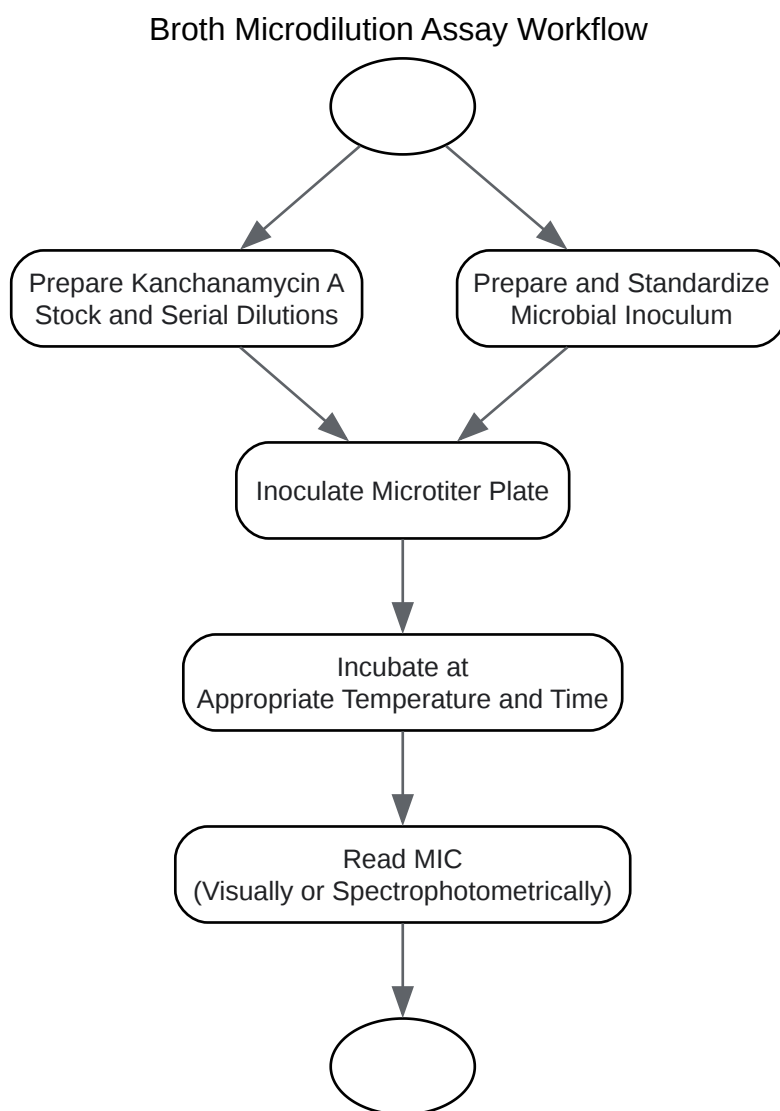 Broth Microdilution Assay Workflow
Prepare Kanchanamycin A
Stock and Serial Dilutions
Prepare and Standardize
Microbial Inoculum
Inoculate Microtiter Plate
Incubate at
Appropriate Temperature and Time
Read MIC
(Visually or Spectrophotometrically)